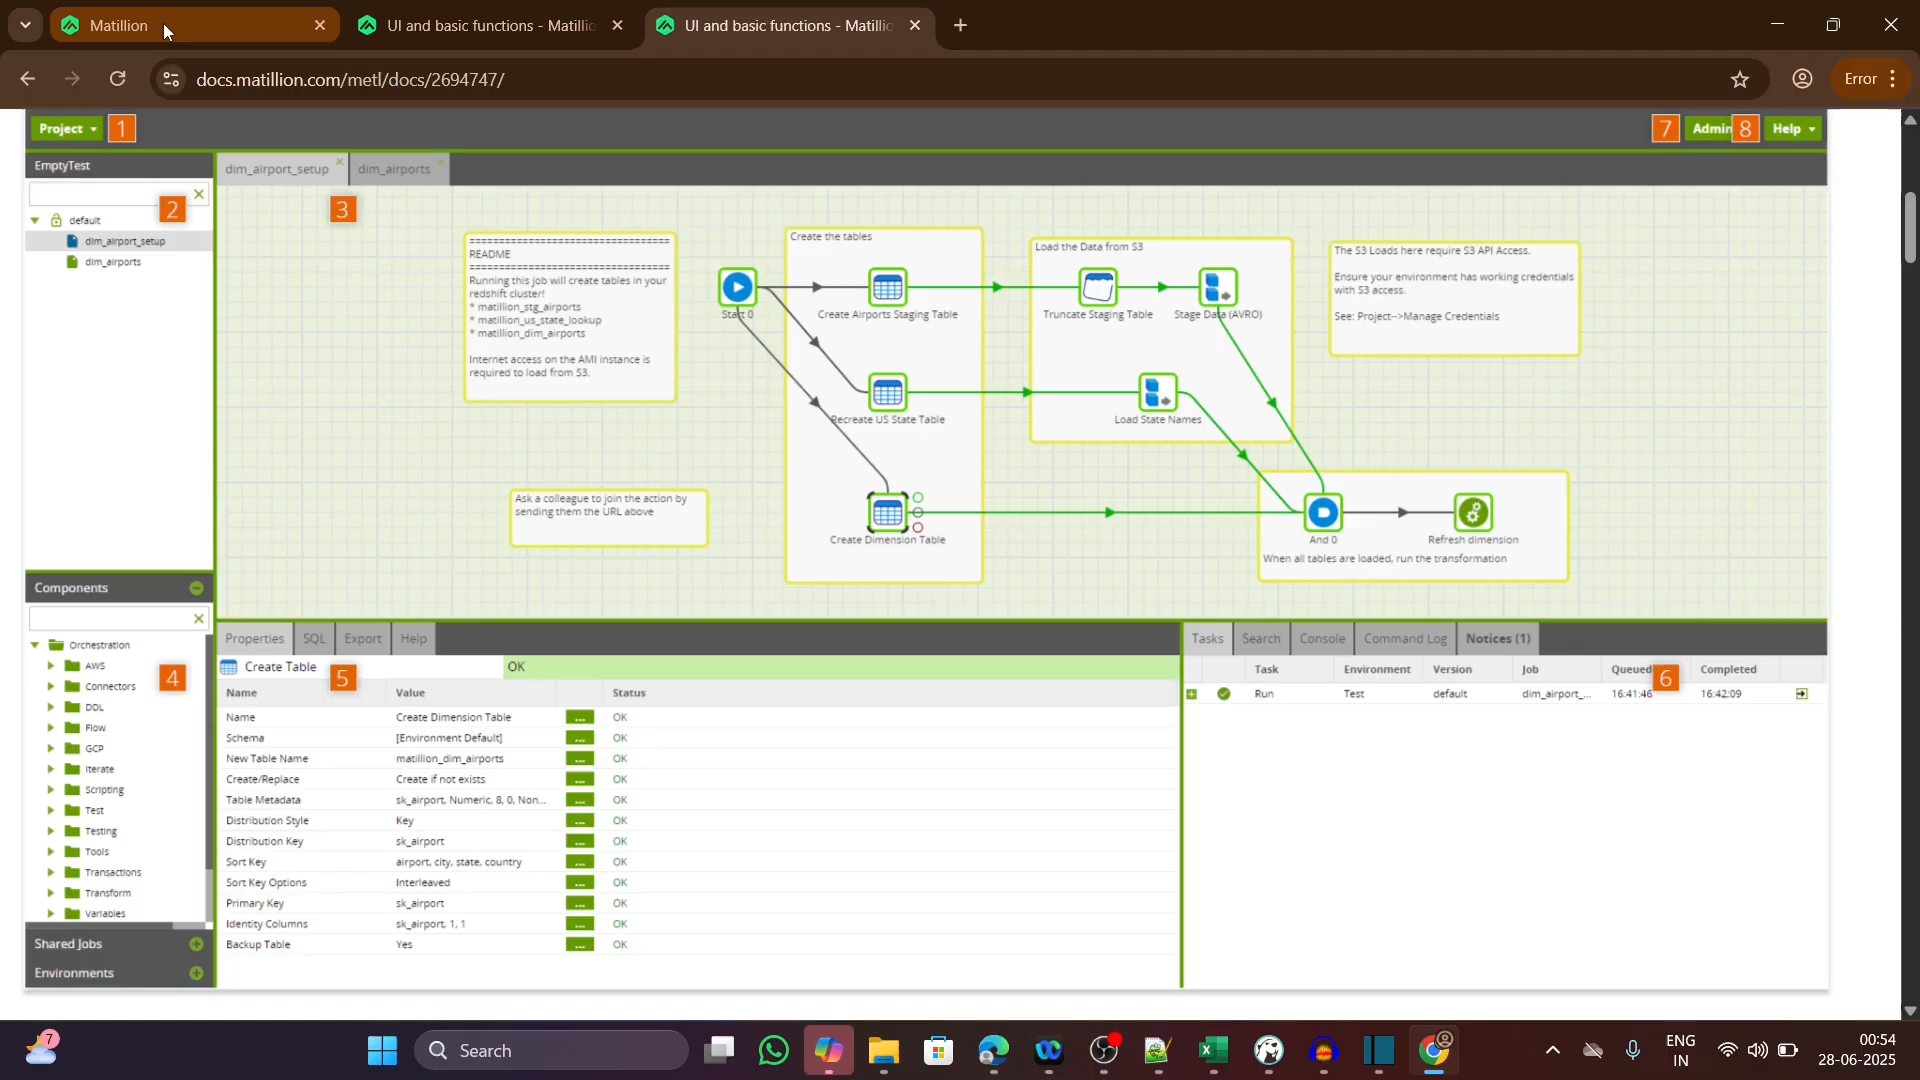 Matillion
UI and basic functions - Matillio
UI and basic functions - Matillio
docs.matillion.com/metl/docs/2694747/
Error
Project
1
7
Admin
8
Help
EmptyTest
dim_airport_setup
dim_airports
2
3
default
dim_airport_setup
dim_airports
================================
README
================================
Running this job will create tables in your
redshift cluster!
* matillion_stg_airports
* matillion_us_state_lookup
* matillion_dim_airports
Internet access on the AMI instance is
required to load from S3.
Ask a colleague to join the action by
sending them the URL above
Start 0
Create the tables
Create Airports Staging Table
Recreate US State Table
Create Dimension Table
Load the Data from S3
Truncate Staging Table
Stage Data (AVRO)
Load State Names
The S3 Loads here require S3 API Access.
Ensure your environment has working credentials
with S3 access.
See: Project-->Manage Credentials
And 0
Refresh dimension
When all tables are loaded, run the transformation
Components
Orchestration
AWS
Connectors
4
DDL
Flow
GCP
Iterate
Scripting
Test
Testing
Tools
Transactions
Transform
Variables
Shared Jobs
Environments
Properties
SQL
Export
Help
Create Table
5
OK
Name Value Status
Name Create Dimension Table ... OK
Schema [Environment Default] ... OK
New Table Name matillion_dim_airports ... OK
Create/Replace Create if not exists ... OK
Table Metadata sk_airport, Numeric, 8, 0, Non... ... OK
Distribution Style Key ... OK
Distribution Key sk_airport ... OK
Sort Key airport, city, state, country ... OK
Sort Key Options Interleaved ... OK
Primary Key sk_airport ... OK
Identity Columns sk_airport, 1, 1 ... OK
Backup Table Yes ... OK
Tasks
Search
Console
Command Log
Notices (1)
Task Environment Version Job Queued Completed
6
Run Test default dim_airport_... 16:41:46 16:42:09
7
Search
ENG
IN
00:54
28-06-2025